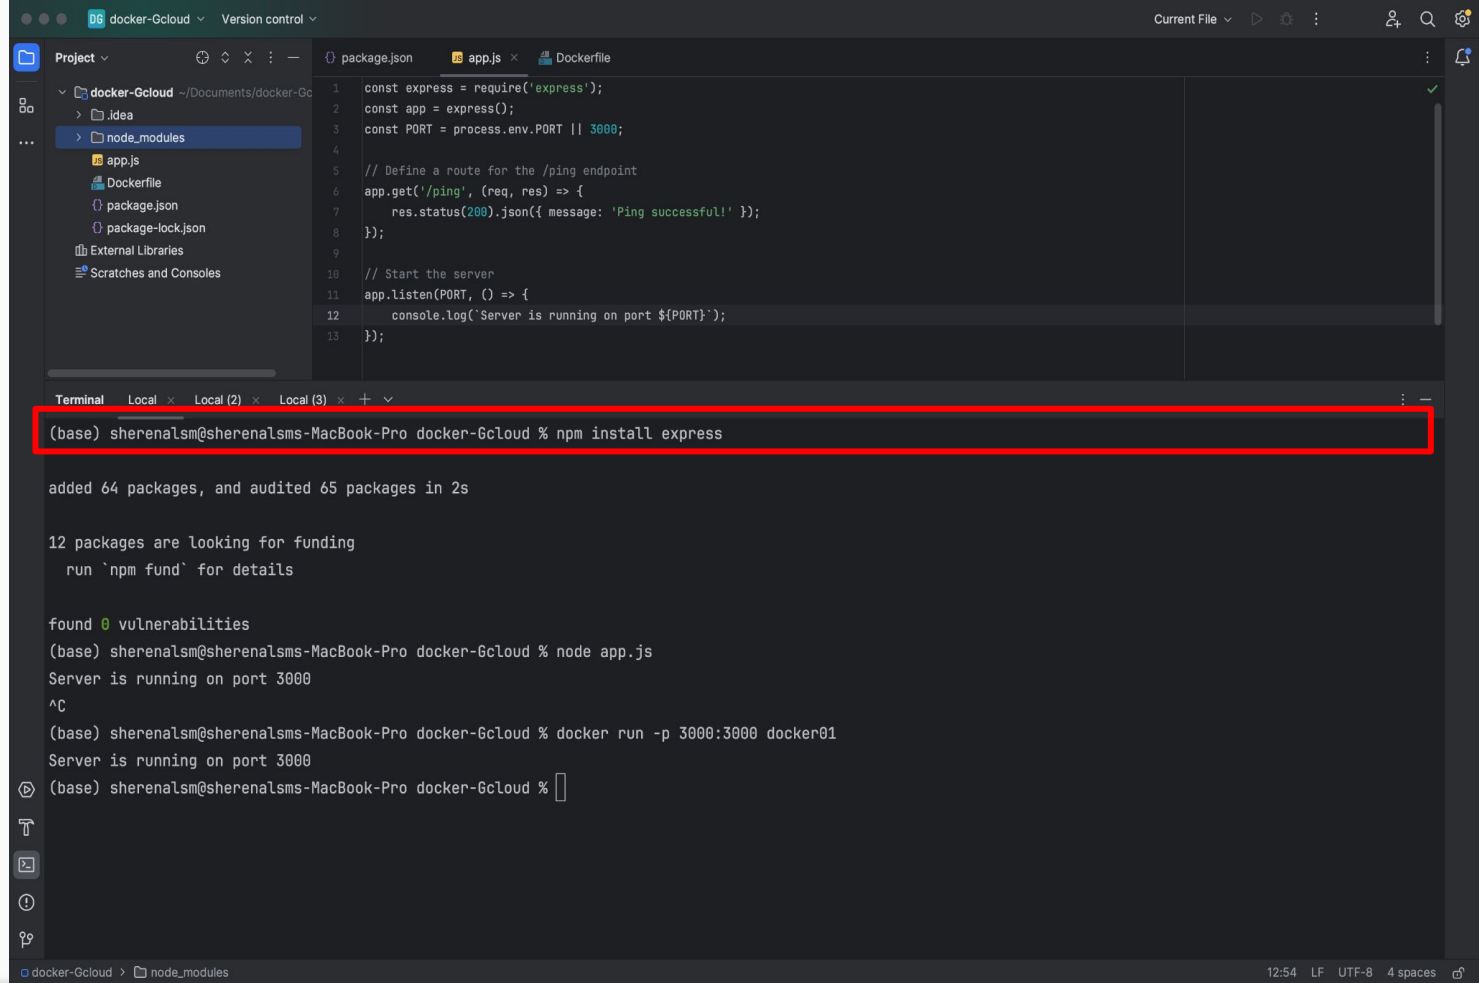 DG docker-Gcloud Version control Current File
Project
package.json app.js Dockerfile
docker-Gcloud ~/Documents/docker-Gc
.idea
node_modules
app.js
Dockerfile
package.json
package-lock.json
External Libraries
Scratches and Consoles
1 const express = require('express');
2 const app = express();
3 const PORT = process.env.PORT || 3000;
4
5 // Define a route for the /ping endpoint
6 app.get('/ping', (req, res) => {
7 res.status(200).json({ message: 'Ping successful!' });
8 });
9
10 // Start the server
11 app.listen(PORT, () => {
12 console.log(`Server is running on port ${PORT}`);
13 });
Terminal Local Local (2) Local (3)
(base) sherenalsm@sherenalsms-MacBook-Pro docker-Gcloud % npm install express
added 64 packages, and audited 65 packages in 2s
12 packages are looking for funding
run `npm fund` for details
found 0 vulnerabilities
(base) sherenalsm@sherenalsms-MacBook-Pro docker-Gcloud % node app.js
Server is running on port 3000
^C
(base) sherenalsm@sherenalsms-MacBook-Pro docker-Gcloud % docker run -p 3000:3000 docker01
Server is running on port 3000
(base) sherenalsm@sherenalsms-MacBook-Pro docker-Gcloud %
docker-Gcloud > node_modules 12:54 LF UTF-8 4 spaces